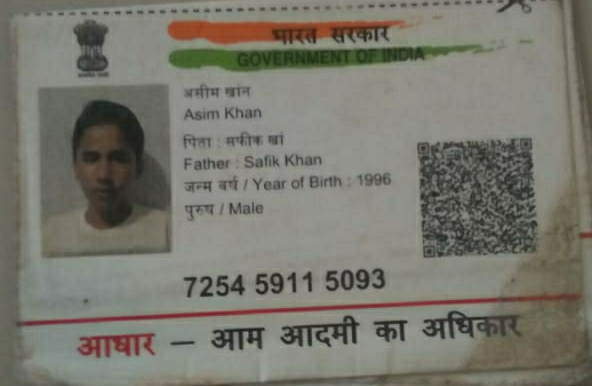 भारत सरकार
GOVERNMENT OF INDIA
असीम खांन
Asim Khan
पिता : सफीक खां
Father : Safik Khan
जन्म वर्ष / Year of Birth : 1996
पुरुष / Male
7254 5911 5093
आधार – आम आदमी का अधिकार